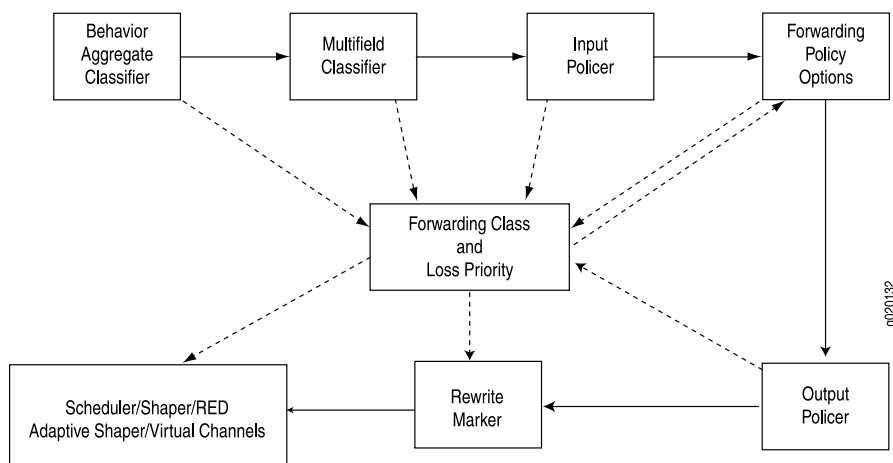 Behavior
Aggregate
Classifier
Multifield
Classifier
Input
Policer
Forwarding
Policy
Options
Forwarding Class
and
Loss Priority
g020132
Scheduler/Shaper/RED
Adaptive Shaper/Virtual Channels
Rewrite
Marker
Output
Policer